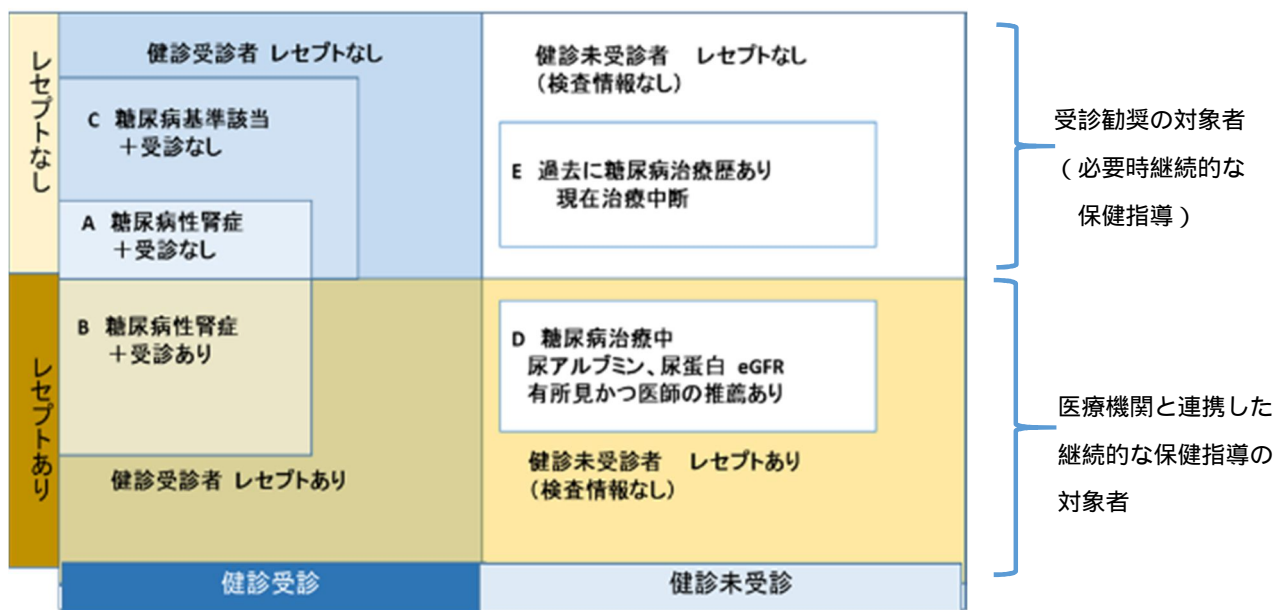 レセプトなし
健診受診者 レセプトなし
C 糖尿病基準該当
＋受診なし
A 糖尿病性腎症
＋受診なし
健診未受診者 レセプトなし
（検査情報なし）
E 過去に糖尿病治療歴あり
現在治療中断
受診勧奨の対象者
（必要時継続的な
保健指導）
レセプトあり
B 糖尿病性腎症
＋受診あり
健診受診者 レセプトあり
D 糖尿病治療中
尿アルブミン、尿蛋白 eGFR
有所見かつ医師の推薦あり
健診未受診者 レセプトあり
（検査情報なし）
医療機関と連携した
継続的な保健指導の
対象者
健診受診
健診未受診